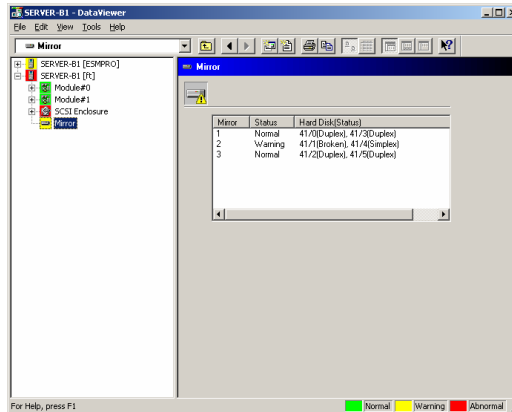 SERVER-B1 - DataViewer
File Edit View Tools Help
Mirror
SERVER-B1 [ESMPRO]
SERVER-B1 [ft]
Module#0
Module#1
SCSI Enclosure
Mirror
Mirror
Mirror Status Hard Disk(Status)
1 Normal 41/0(Duplex), 41/3(Duplex)
2 Warning 41/1(Broken), 41/4(Simplex)
3 Normal 41/2(Duplex), 41/5(Duplex)
For Help, press F1
Normal Warning Abnormal